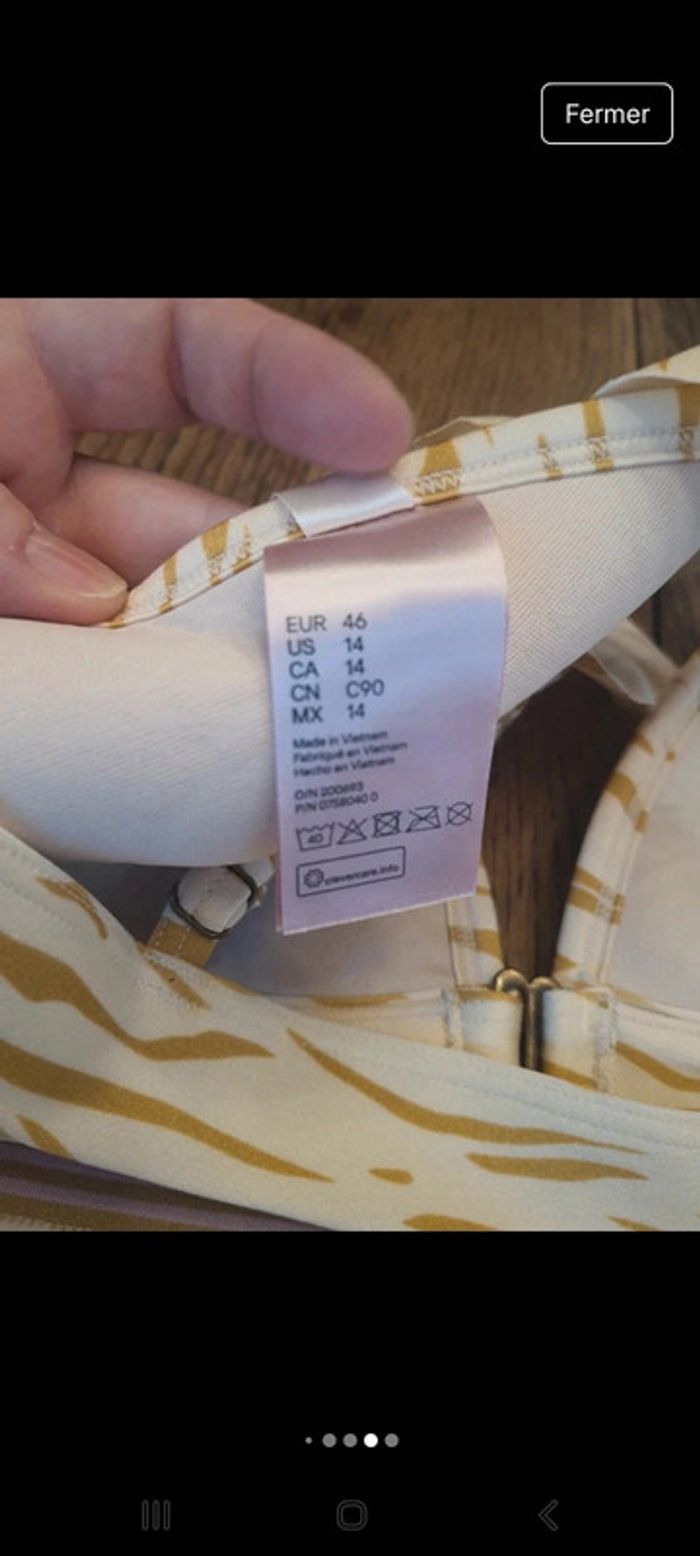 Fermer
EUR 46
US 14
CA 14
CN C90
MX 14
Made in Vietnam
Fabriqué en Vietnam
Hecho en Vietnam
O/N 200693
P/N 0758040 0
40
clevercare.info